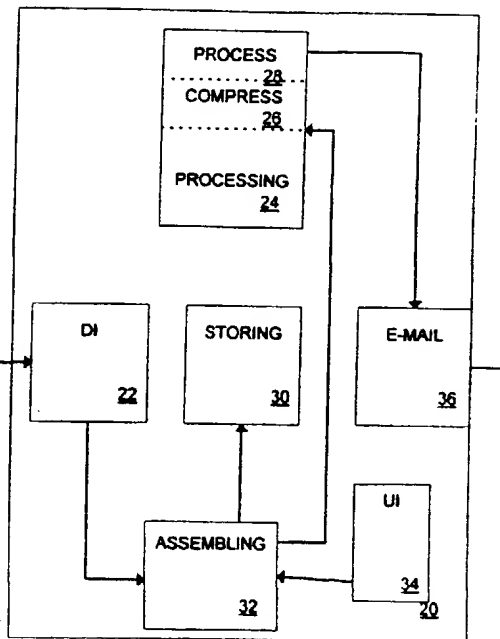 PROCESS
28
COMPRESS
26
PROCESSING
24
DI
22
STORING
30
E-MAIL
36
ASSEMBLING
32
UI
34
20